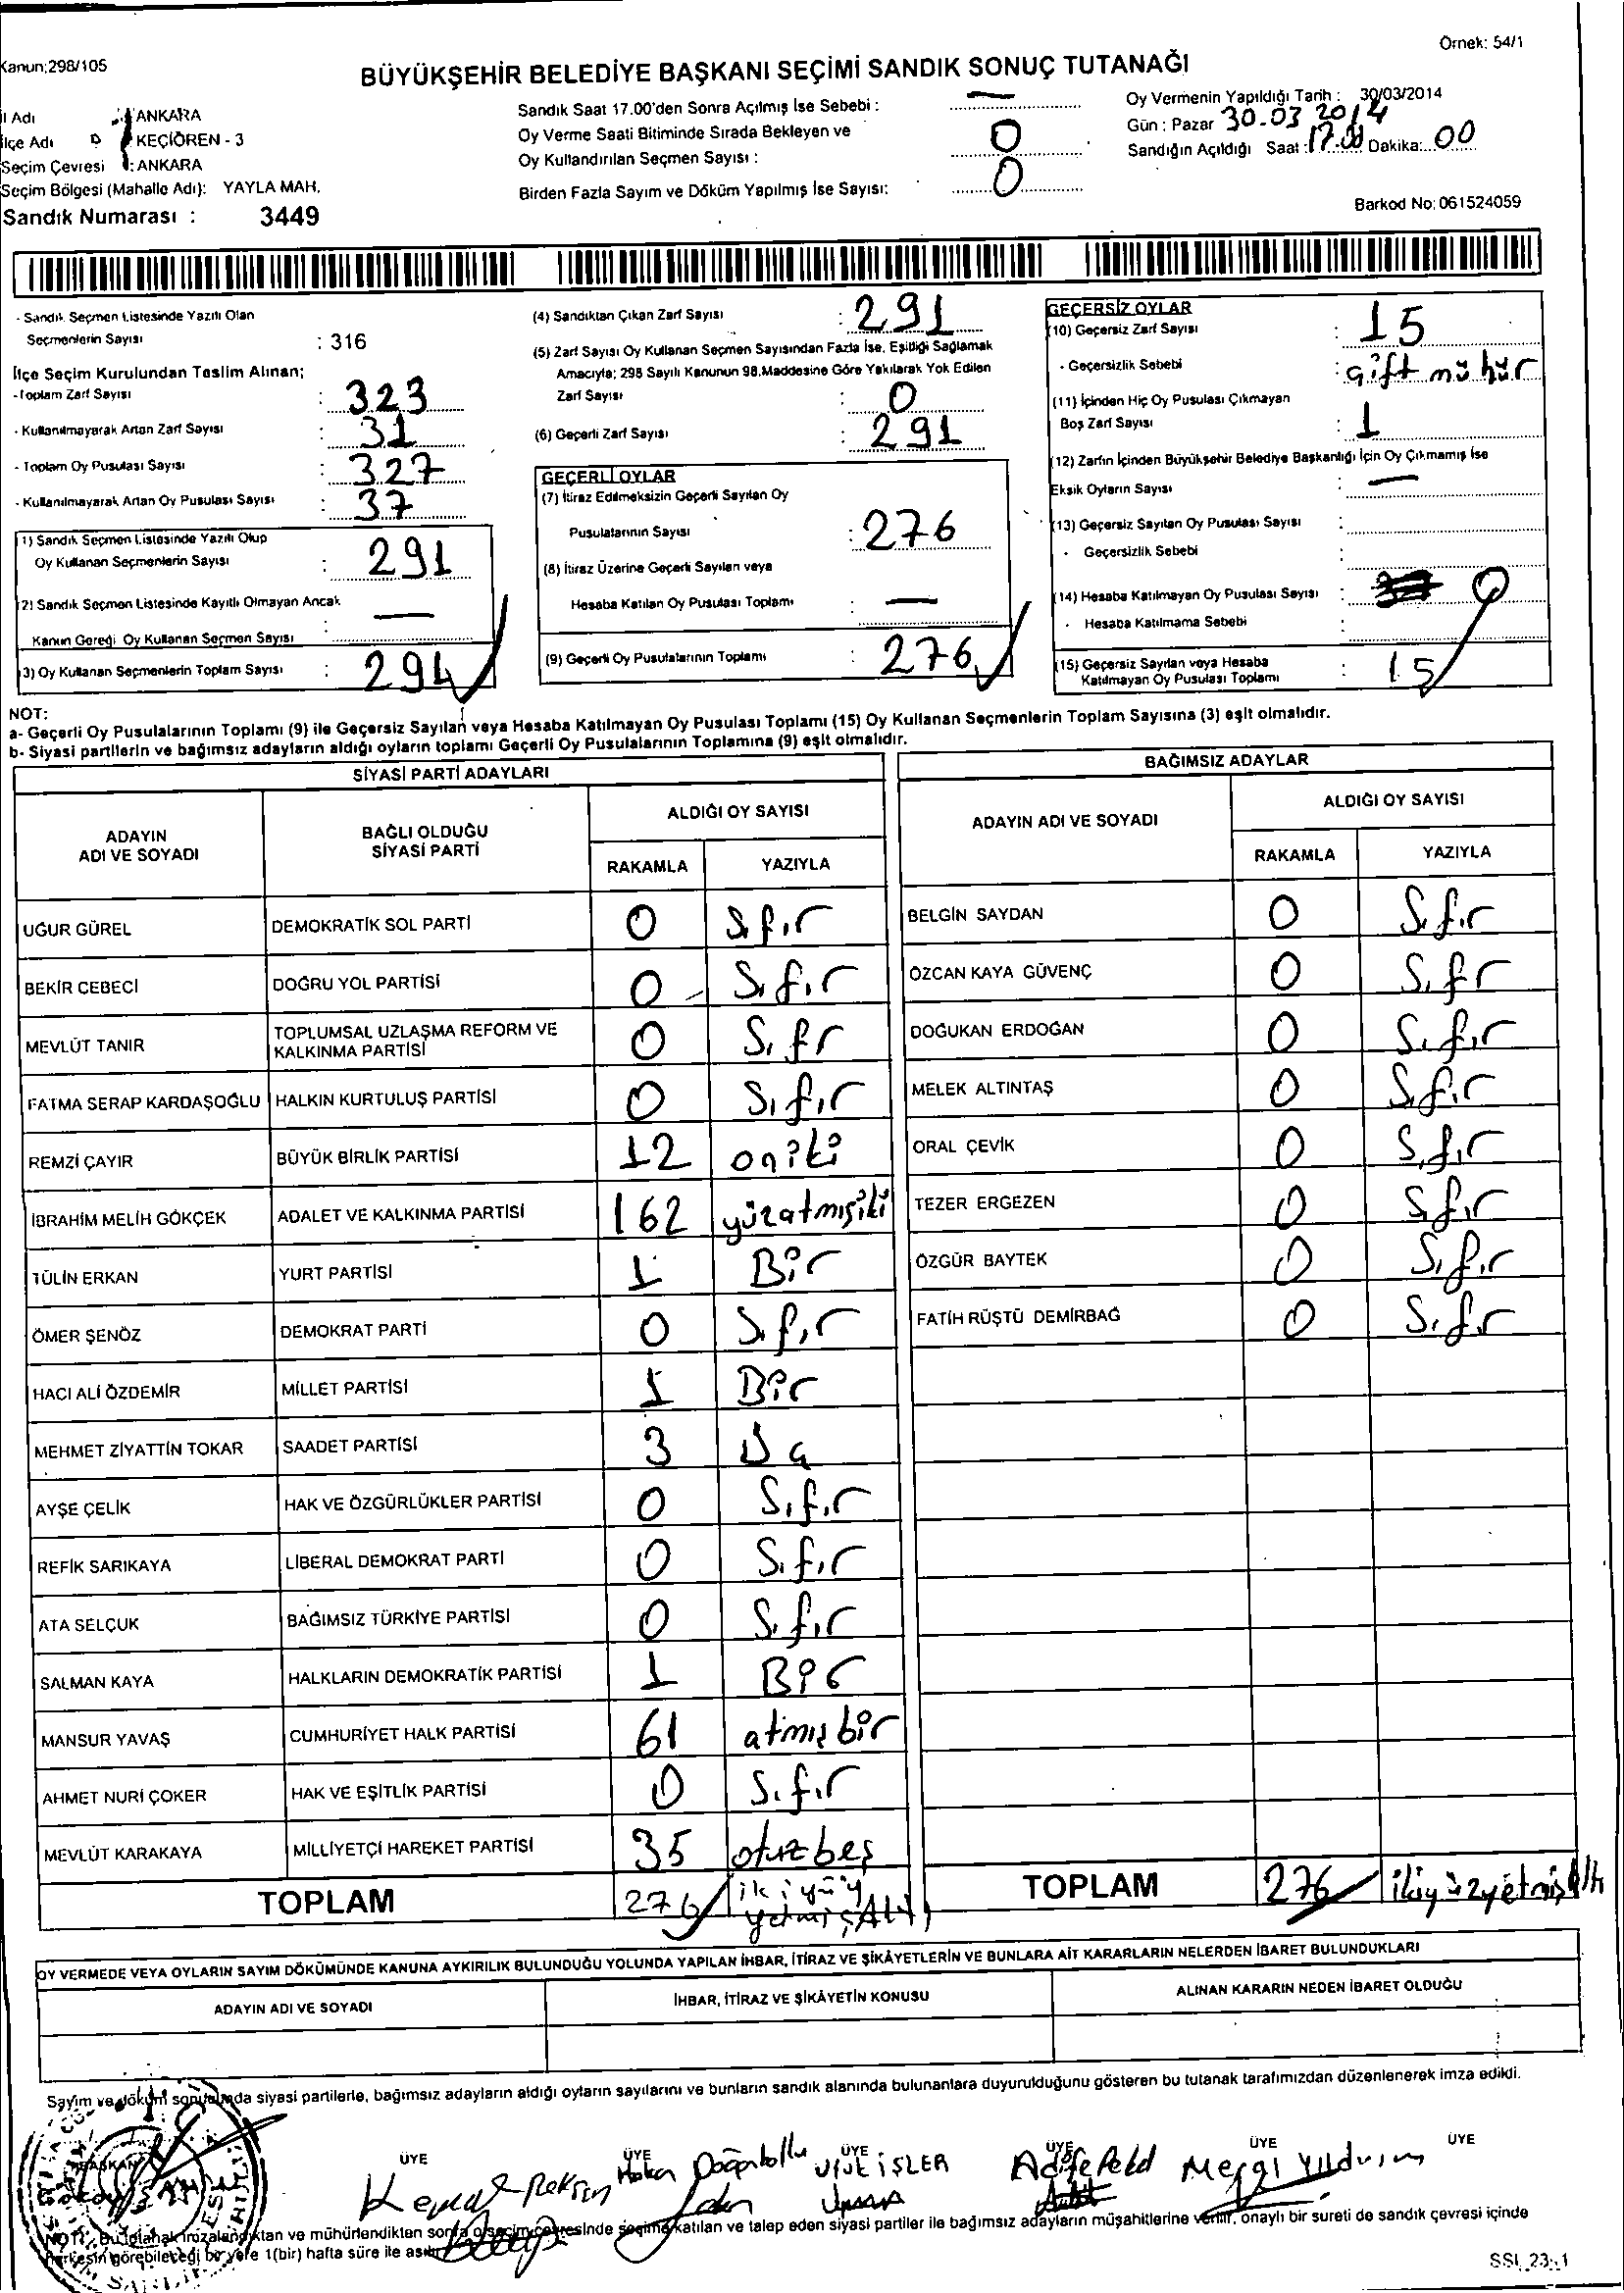 Örnek: 54/1
Kanun;298/105
BÜYÜKŞEHİR BELEDİYE BAŞKANI SEÇİMİ SANDIK SONUÇ TUTANAĞI
İl Adı : ANKARA
İlçe Adı : KEÇİÖREN - 3
Seçim Çevresi : ANKARA
Seçim Bölgesi (Mahalle Adı): YAYLA MAH.
Sandık Numarası : 3449
Sandık Saat 17.00'den Sonra Açılmış İse Sebebi : —
Oy Verme Saati Bitiminde Sırada Bekleyen ve
Oy Kullandırılan Seçmen Sayısı : 0
Birden Fazla Sayım ve Döküm Yapılmış İse Sayısı: 0
Oy Vermenin Yapıldığı Tarih : 30/03/2014
Gün : Pazar 30.03.2014
Sandığın Açıldığı Saat : 17.00 Dakika: 00
Barkod No: 061524059
- Sandık Seçmen Listesinde Yazılı Olan
Seçmenlerin Sayısı : 316
İlçe Seçim Kurulundan Teslim Alınan;
- Toplam Zarf Sayısı : 323
- Kullanılmayarak Artan Zarf Sayısı : 31
- Toplam Oy Pusulası Sayısı : 327
- Kullanılmayarak Artan Oy Pusulası Sayısı : 37
1) Sandık Seçmen Listesinde Yazılı Olup
Oy Kullanan Seçmenlerin Sayısı : 291
(2) Sandık Seçmen Listesinde Kayıtlı Olmayan Ancak
Kanun Gereği Oy Kullanan Seçmen Sayısı : —
(3) Oy Kullanan Seçmenlerin Toplam Sayısı : 291
(4) Sandıktan Çıkan Zarf Sayısı : 291
(5) Zarf Sayısı Oy Kullanan Seçmen Sayısından Fazla İse, Eşitliği Sağlamak
Amacıyla; 298 Sayılı Kanunun 98.Maddesine Göre Yakılarak Yok Edilen
Zarf Sayısı : 0
(6) Geçerli Zarf Sayısı : 291
GEÇERLİ OYLAR
(7) İtiraz Edilmeksizin Geçerli Sayılan Oy
Pusulalarının Sayısı : 276
(8) İtiraz Üzerine Geçerli Sayılan veya
Hesaba Katılan Oy Pusulası Toplamı : —
(9) Geçerli Oy Pusulalarının Toplamı : 276
GEÇERSİZ OYLAR
(10) Geçersiz Zarf Sayısı : 15
- Geçersizlik Sebebi : çift mühür
(11) İçinden Hiç Oy Pusulası Çıkmayan
Boş Zarf Sayısı : 1
(12) Zarfın İçinden Büyükşehir Belediye Başkanlığı İçin Oy Çıkmamış İse
Eksik Oyların Sayısı : —
(13) Geçersiz Sayılan Oy Pusulası Sayısı :
- Geçersizlik Sebebi :
(14) Hesaba Katılmayan Oy Pusulası Sayısı : 0
- Hesaba Katılmama Sebebi :
(15) Geçersiz Sayılan veya Hesaba
Katılmayan Oy Pusulası Toplamı : 15
NOT:
a- Geçerli Oy Pusulalarının Toplamı (9) ile Geçersiz Sayılan veya Hesaba Katılmayan Oy Pusulası Toplamı (15) Oy Kullanan Seçmenlerin Toplam Sayısına (3) eşit olmalıdır.
b- Siyasi partilerin ve bağımsız adayların aldığı oyların toplamı Geçerli Oy Pusulalarının Toplamına (9) eşit olmalıdır.
SİYASİ PARTİ ADAYLARI
ADAYIN ADI VE SOYADI BAĞLI OLDUĞU SİYASİ PARTİ ALDIĞI OY SAYISI
RAKAMLA YAZIYLA
UĞUR GÜREL DEMOKRATİK SOL PARTİ 0 Sıfır
BEKİR CEBECİ DOĞRU YOL PARTİSİ 0 Sıfır
MEVLÜT TANIR TOPLUMSAL UZLAŞMA REFORM VE KALKINMA PARTİSİ 0 Sıfr
FATMA SERAP KARDAŞOĞLU HALKIN KURTULUŞ PARTİSİ 0 Sıfır
REMZİ ÇAYIR BÜYÜK BİRLİK PARTİSİ 12 oniki
İBRAHİM MELİH GÖKÇEK ADALET VE KALKINMA PARTİSİ 162 yüzatmışiki
TÜLİN ERKAN YURT PARTİSİ 1 Bir
ÖMER ŞENÖZ DEMOKRAT PARTİ 0 Sıfır
HACI ALİ ÖZDEMİR MİLLET PARTİSİ 1 Bir
MEHMET ZİYATTİN TOKAR SAADET PARTİSİ 3 Üç
AYŞE ÇELİK HAK VE ÖZGÜRLÜKLER PARTİSİ 0 Sıfır
REFİK SARIKAYA LİBERAL DEMOKRAT PARTİ 0 Sıfır
ATA SELÇUK BAĞIMSIZ TÜRKİYE PARTİSİ 0 Sıfır
SALMAN KAYA HALKLARIN DEMOKRATİK PARTİSİ 1 Bir
MANSUR YAVAŞ CUMHURİYET HALK PARTİSİ 61 atmış bir
AHMET NURİ ÇOKER HAK VE EŞİTLİK PARTİSİ 0 Sıfır
MEVLÜT KARAKAYA MİLLİYETÇİ HAREKET PARTİSİ 35 otuzbeş
TOPLAM 276 ikiyüz yetmişAltı
BAĞIMSIZ ADAYLAR
ADAYIN ADI VE SOYADI ALDIĞI OY SAYISI
RAKAMLA YAZIYLA
BELGİN SAYDAN 0 Sıfır
ÖZCAN KAYA GÜVENÇ 0 Sıfr
DOĞUKAN ERDOĞAN 0 Sıfır
MELEK ALTINTAŞ 0 Sıfır
ORAL ÇEVİK 0 Sıfır
TEZER ERGEZEN 0 Sıfır
ÖZGÜR BAYTEK 0 Sıfır
FATİH RÜŞTÜ DEMİRBAĞ 0 Sıfr
TOPLAM 276 ikiyüzyetmişaltı
OY VERMEDE VEYA OYLARIN SAYIM DÖKÜMÜNDE KANUNA AYKIRILIK BULUNDUĞU YOLUNDA YAPILAN İHBAR, İTİRAZ VE ŞİKÂYETLERİN VE BUNLARA AİT KARARLARIN NELERDEN İBARET BULUNDUKLARI
ADAYIN ADI VE SOYADI İHBAR, İTİRAZ VE ŞİKÂYETİN KONUSU ALINAN KARARIN NEDEN İBARET OLDUĞU
Sayım ve döküm sonucunda siyasi partilerle, bağımsız adayların aldığı oyların sayılarını ve bunların sandık alanında bulunanlara duyurulduğunu gösteren bu tutanak tarafımızdan düzenlenerek imza edildi.
BAŞKAN ÜYE ÜYE ÜYE ÜYE ÜYE ÜYE
Kemal Hakan İŞLER Yıldırım
NOT: Bu tutanak imzalandıktan ve mühürlendikten sonra o seçim çevresinde seçime katılan ve talep eden siyasi partiler ile bağımsız adayların müşahitlerine verilir, onaylı bir sureti de sandık çevresi içinde
herkesin görebileceği bir yere 1(bir) hafta süre ile asılır.